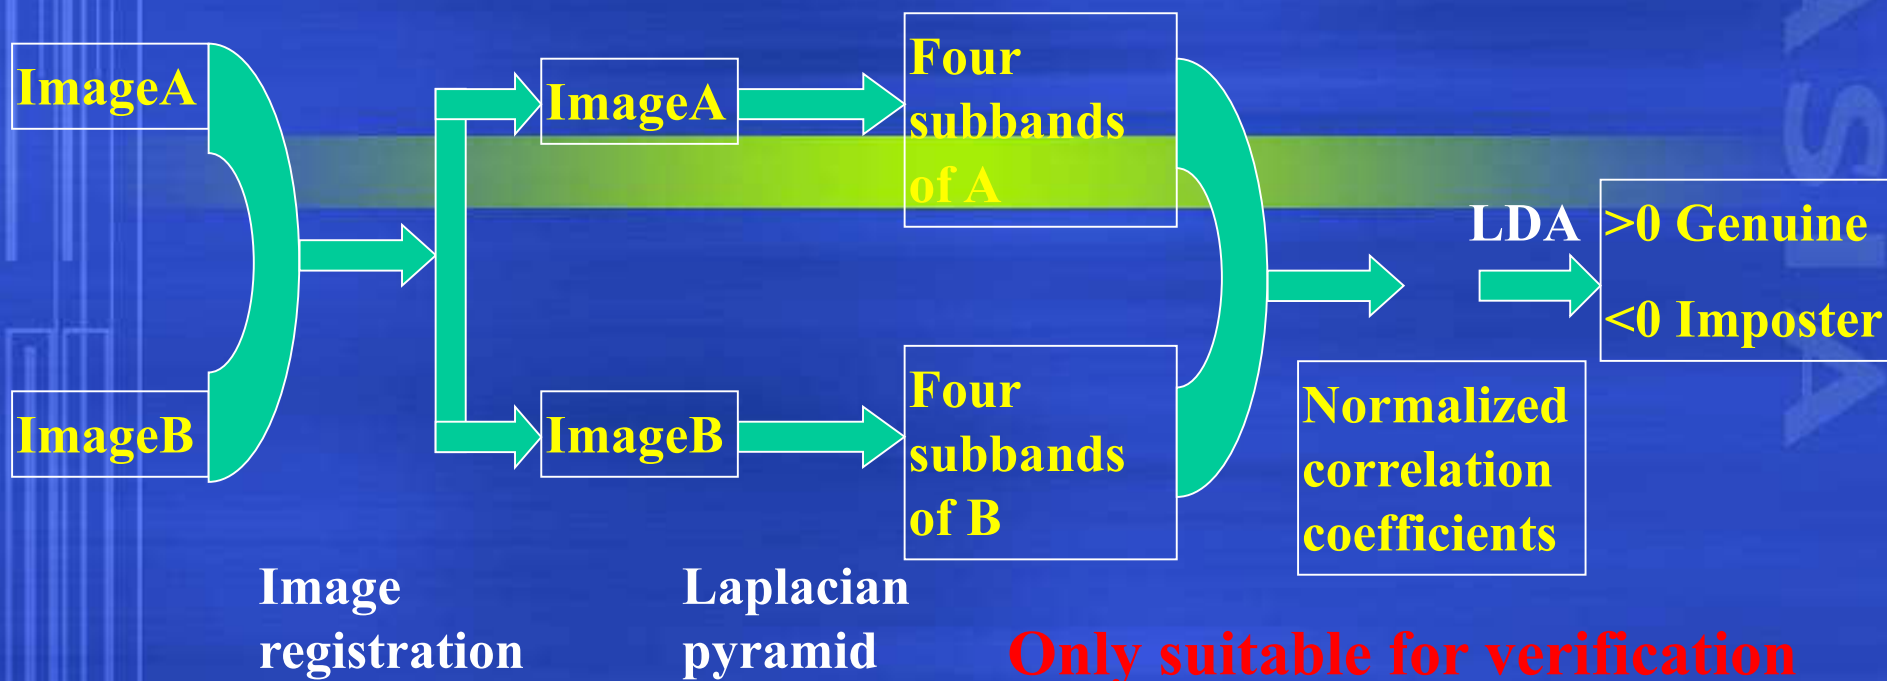 ImageA
ImageB
Image
registration
ImageA
ImageB
Laplacian
pyramid
Four
subbands
of A
Four
subbands
of B
Normalized
correlation
coefficients
LDA
>0 Genuine
<0 Imposter
Only suitable for verification